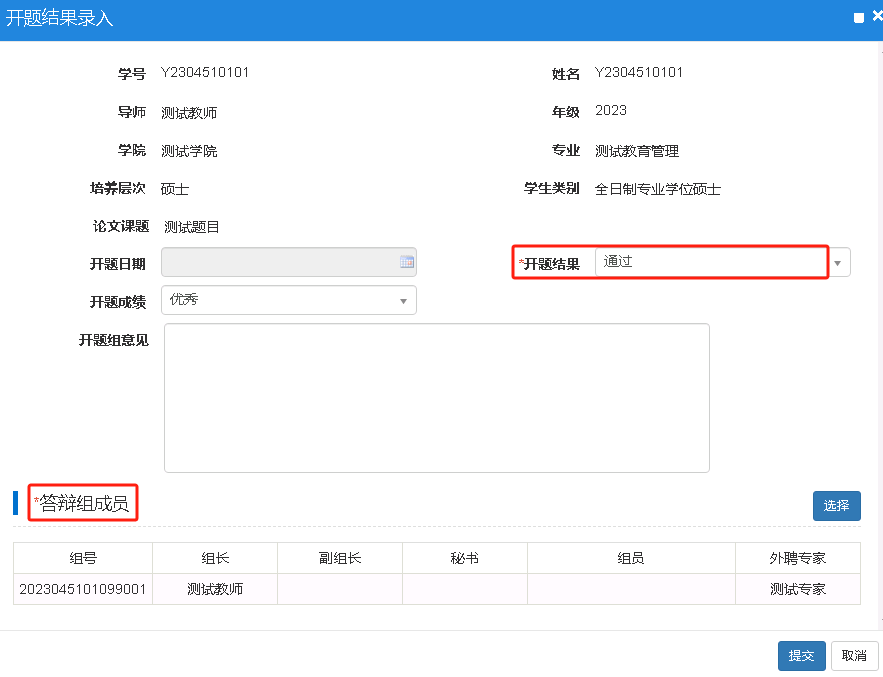 开题结果录入
学号 Y2304510101 姓名 Y2304510101
导师 测试教师 年级 2023
学院 测试学院 专业 测试教育管理
培养层次 硕士 学生类别 全日制专业学位硕士
论文课题 测试题目
开题日期 *开题结果 通过
开题成绩 优秀
开题组意见
*答辩组成员 选择
组号 组长 副组长 秘书 组员 外聘专家
2023045101099001 测试教师 测试专家
提交 取消